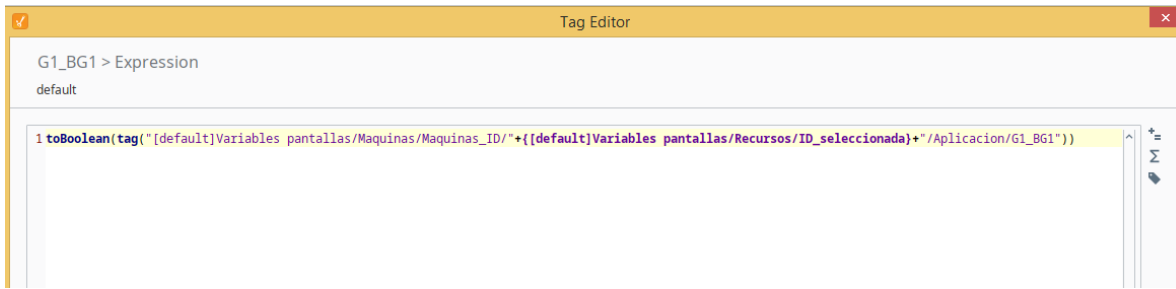 Tag Editor
G1_BG1 > Expression
default
1 toBoolean(tag("[default]Variables pantallas/Maquinas/Maquinas_ID/"+{[default]Variables pantallas/Recursos/ID_seleccionada}+"/Aplicacion/G1_BG1"))